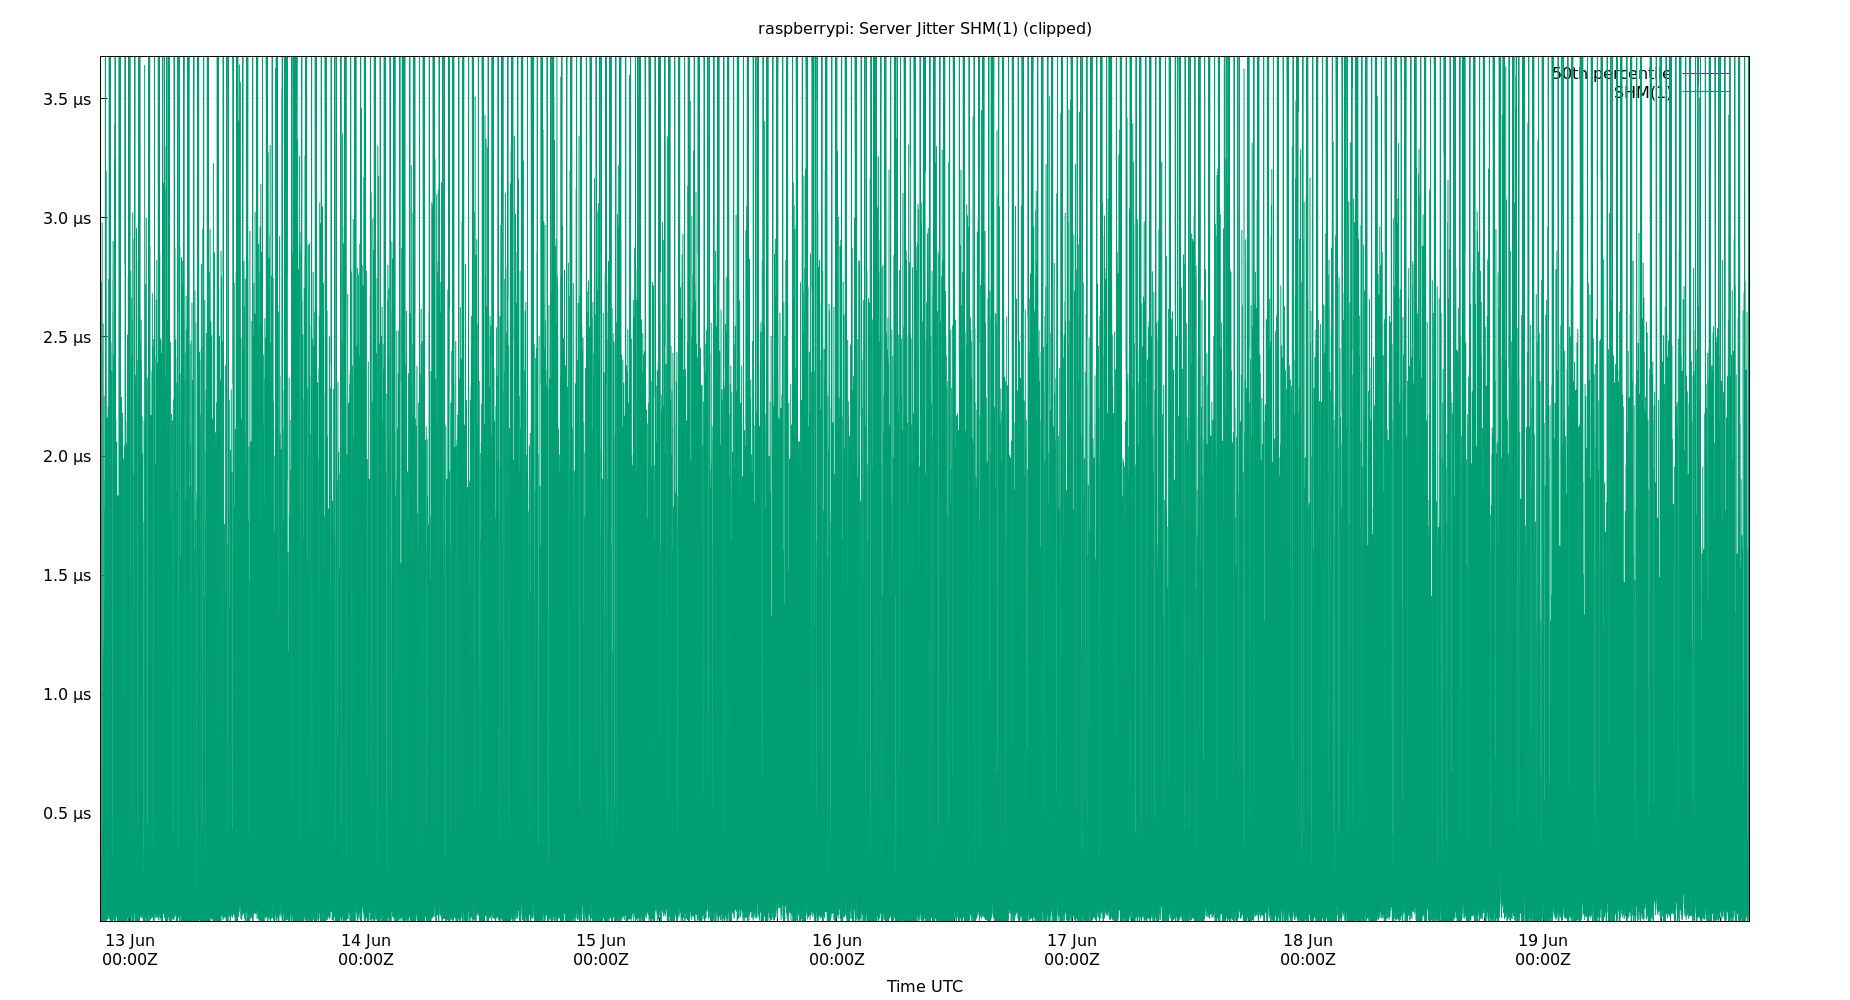 raspberrypi: Server Jitter SHM(1) (clipped)
50th percentile
SHM(1)
3.5 μs
3.0 μs
2.5 μs
2.0 μs
1.5 μs
1.0 μs
0.5 μs
13 Jun 14 Jun 15 Jun 16 Jun 17 Jun 18 Jun 19 Jun
00:00Z 00:00Z 00:00Z 00:00Z 00:00Z 00:00Z 00:00Z
Time UTC